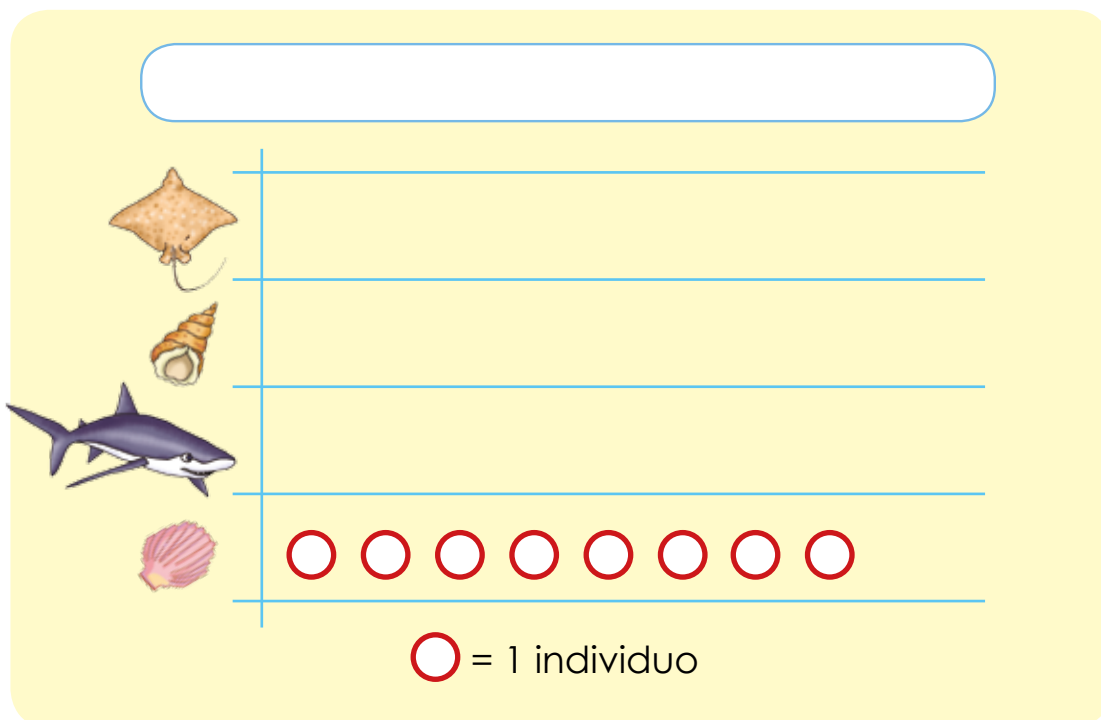 = 1 individuo